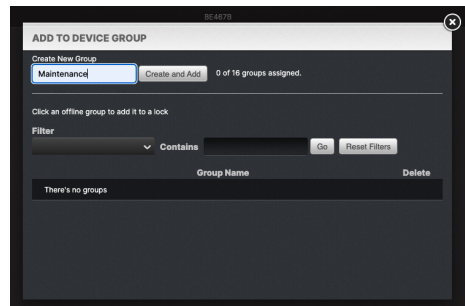 BE467B
ADD TO DEVICE GROUP
Create New Group
Maintenance Create and Add 0 of 16 groups assigned.
Click an offline group to add it to a lock
Filter
Contains Go Reset Filters
Group Name Delete
There's no groups